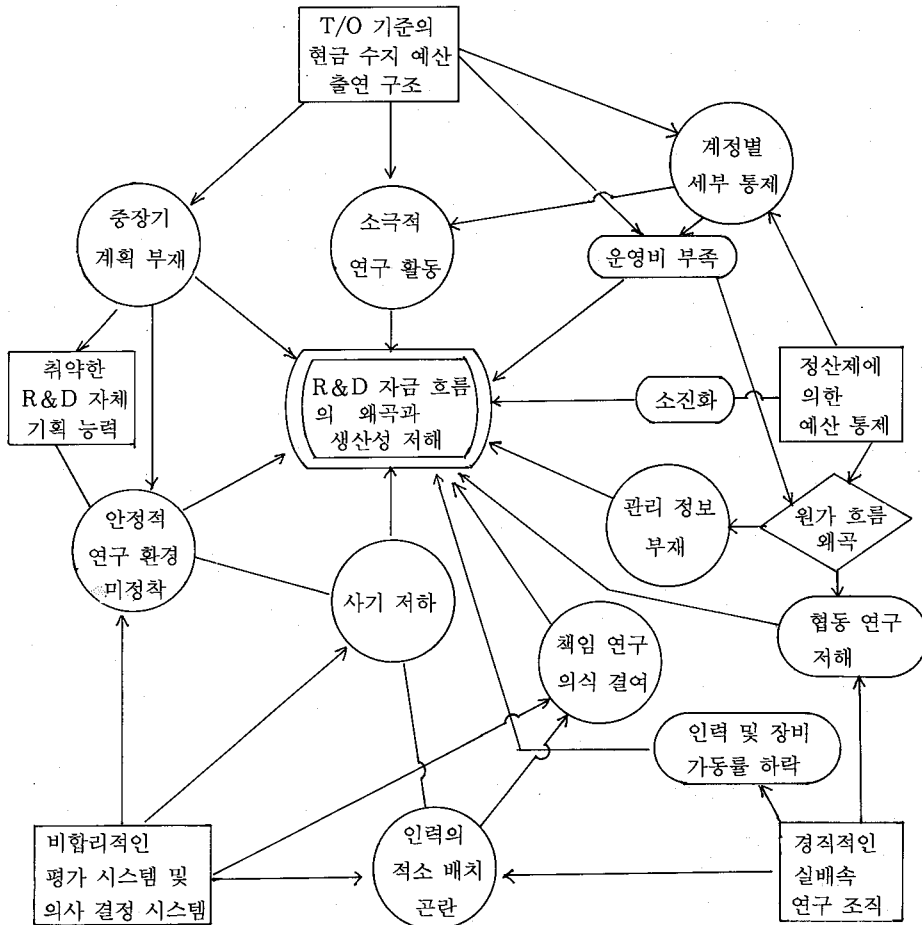 T/O 기준의
현금 수지 예산
출연 구조
계정별
세부 통제
중장기
계획 부재
소극적
연구 활동
운영비 부족
취약한
R&D 자체
기획 능력
R&D 자금 흐름
의 왜곡과
생산성 저해
소진화
정산제에
의한
예산 통제
안정적
연구 환경
미정착
관리 정보
부재
원가 흐름
왜곡
사기 저하
책임 연구
의식 결여
협동 연구
저해
인력 및 장비
가동률 하락
비합리적인
평가 시스템 및
의사 결정 시스템
인력의
적소 배치
곤란
경직적인
실배속
연구 조직